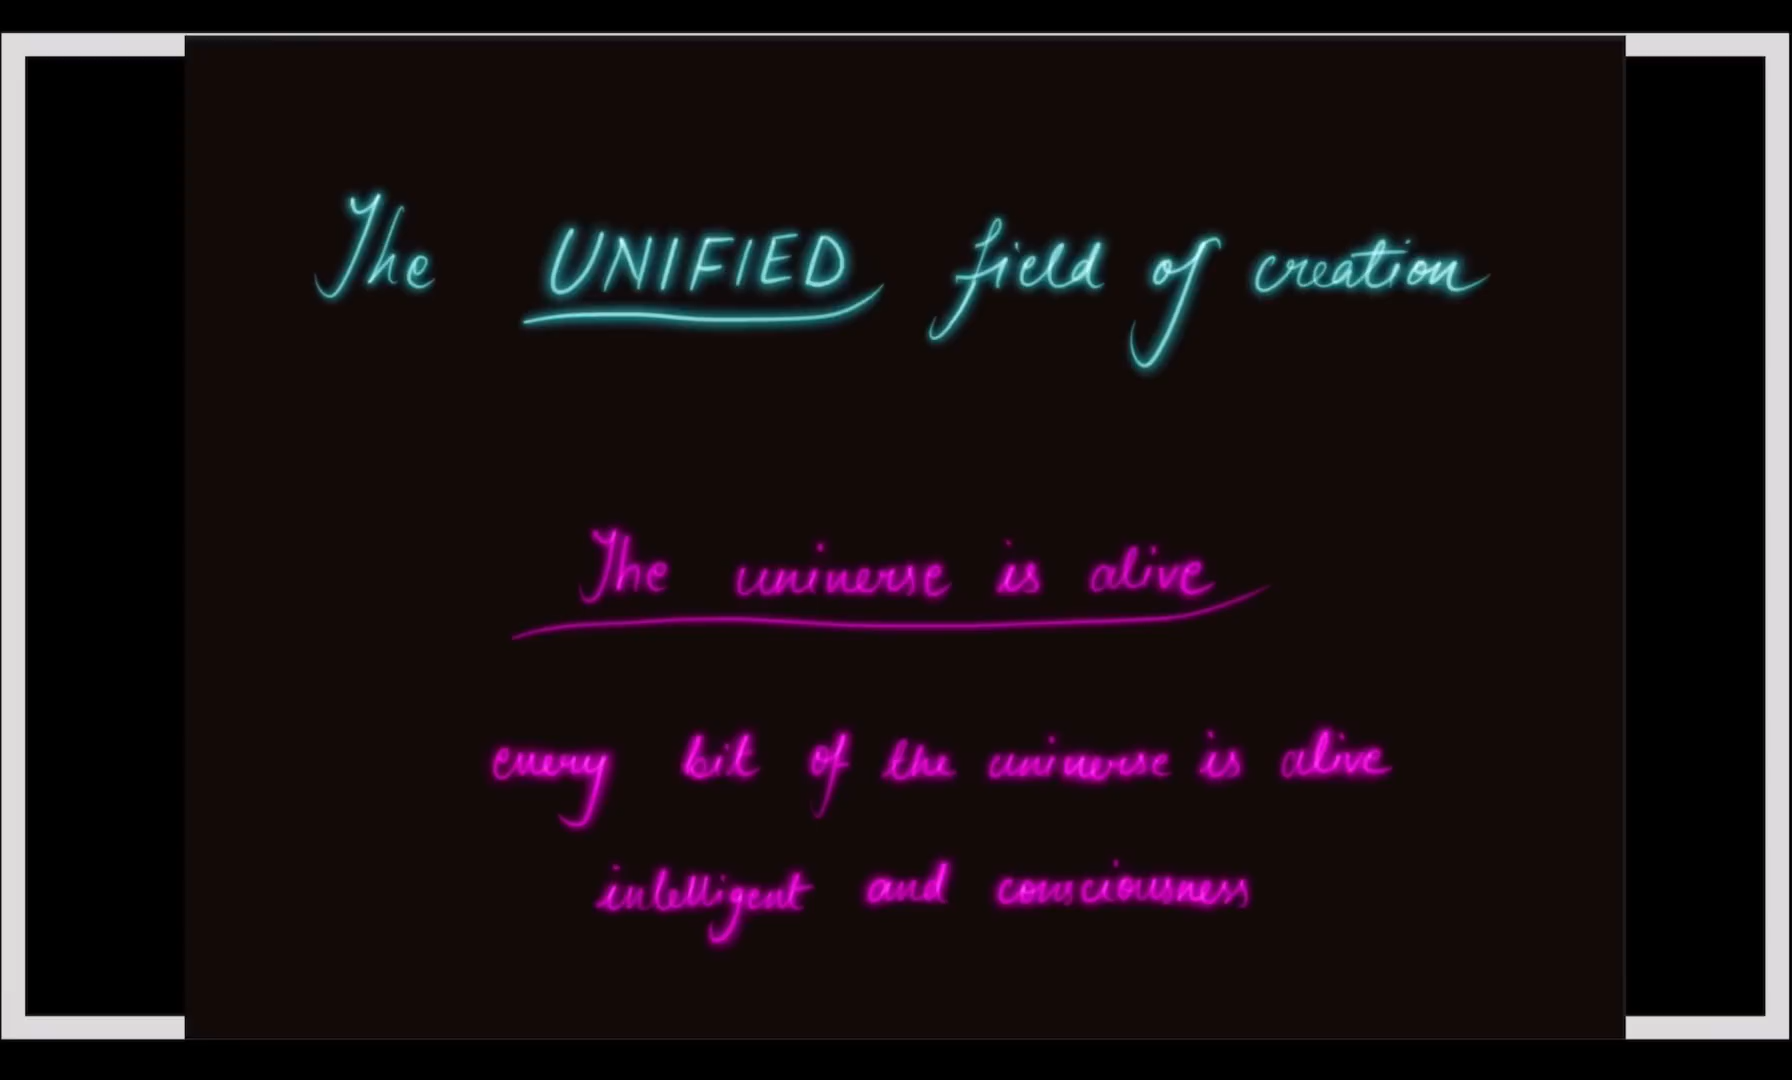 The UNIFIED field of creation
The universe is alive
every bit of the universe is alive
intelligent and consciousness